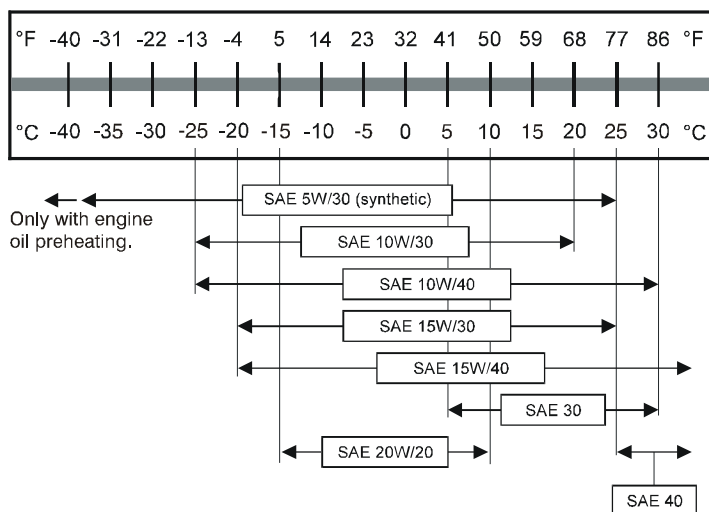 °F -40 -31 -22 -13 -4 5 14 23 32 41 50 59 68 77 86 °F
°C -40 -35 -30 -25 -20 -15 -10 -5 0 5 10 15 20 25 30 °C
SAE 5W/30 (synthetic)
Only with engine
oil preheating.
SAE 10W/30
SAE 10W/40
SAE 15W/30
SAE 15W/40
SAE 30
SAE 20W/20
SAE 40